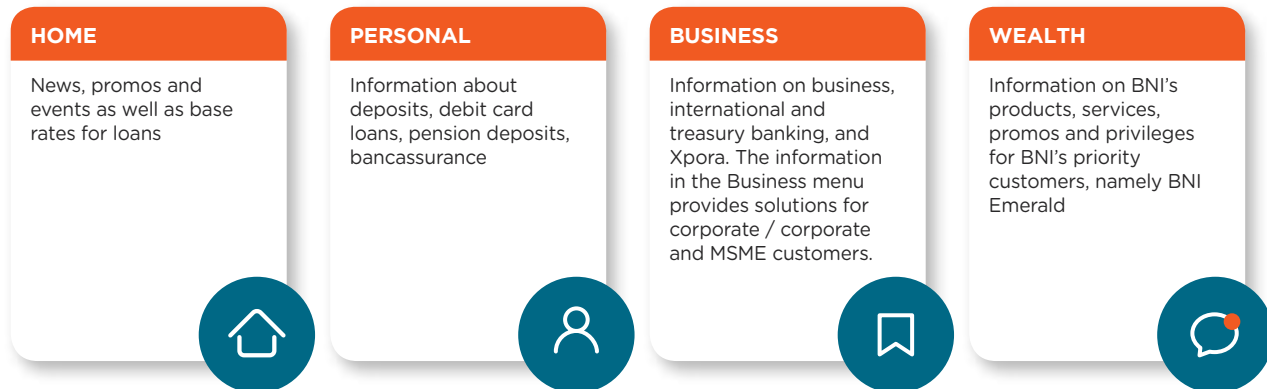 HOME
News, promos and
events as well as base
rates for loans
PERSONAL
Information about
deposits, debit card
loans, pension deposits,
bancassurance
BUSINESS
Information on business,
international and
treasury banking, and
Xpora. The information
in the Business menu
provides solutions for
corporate / corporate
and MSME customers.
WEALTH
Information on BNI’s
products, services,
promos and privileges
for BNI’s priority
customers, namely BNI
Emerald